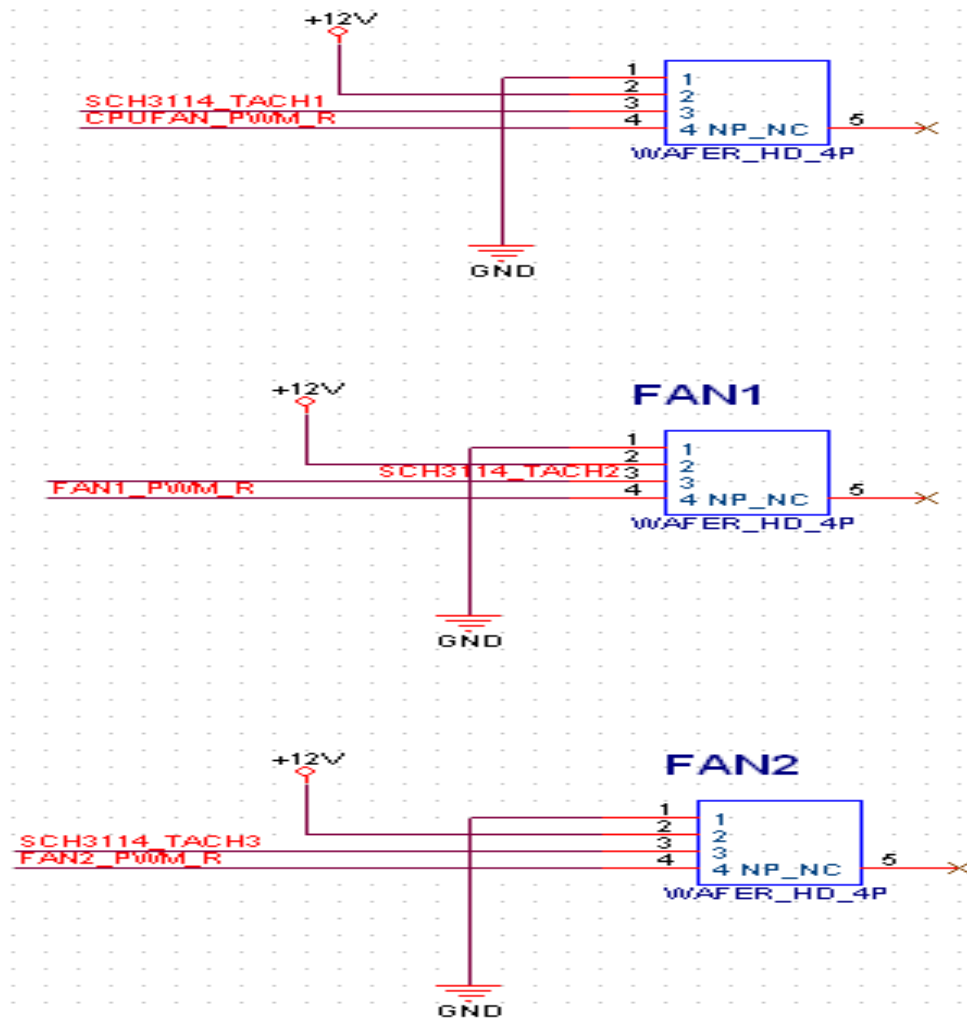 +12V
1
1
2
2
SCH3114_TACH1
3
3
CPUFAN_PWM_R
4
4 NP_NC
5
WAFER_HD_4P
GND
+12V
FAN1
1
1
2
2
SCH3114_TACH2
3
3
FAN1_PWM_R
4
4 NP_NC
5
WAFER_HD_4P
GND
+12V
FAN2
1
1
2
2
SCH3114_TACH3
3
3
FAN2_PWM_R
4
4 NP_NC
5
WAFER_HD_4P
GND